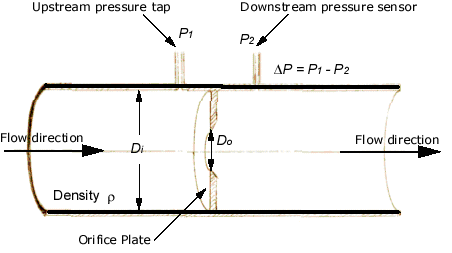 Upstream pressure tap
Downstream pressure sensor
P1
P2
ΔP = P1 - P2
Flow direction
Flow direction
Di
Do
Density ρ
Orifice Plate